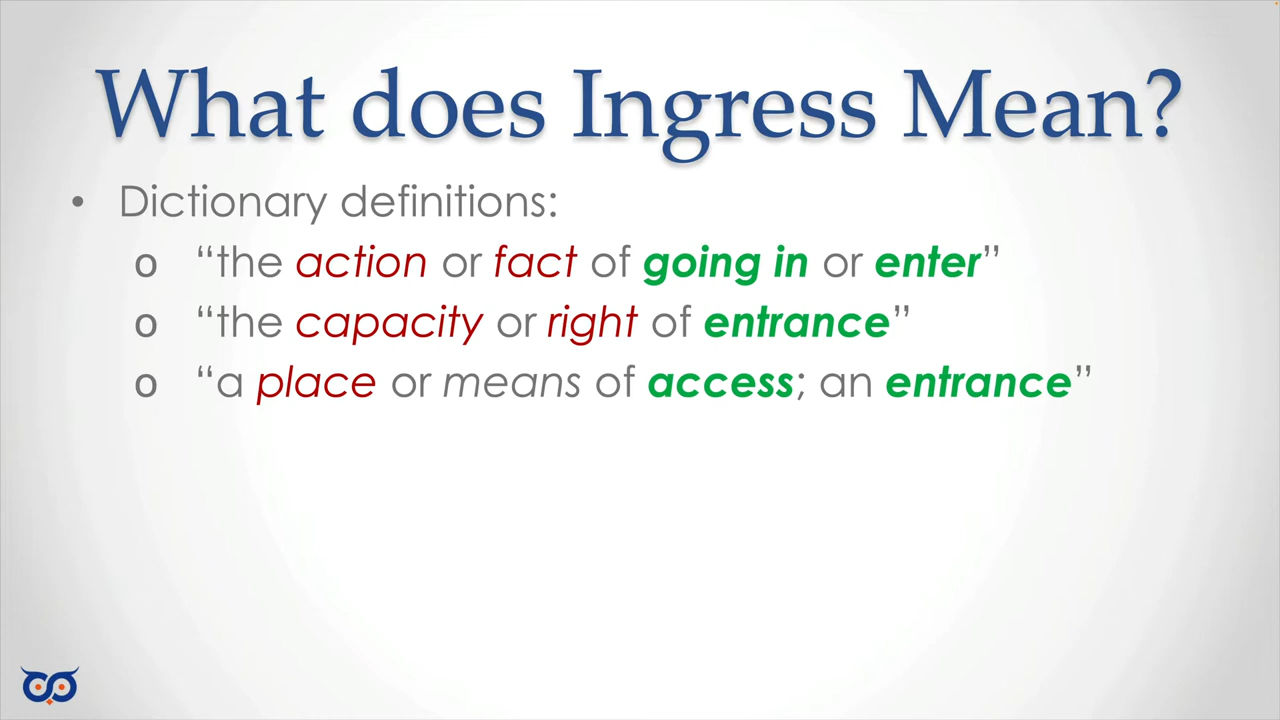 What does Ingress Mean?
• Dictionary definitions:
o “the action or fact of going in or enter”
o “the capacity or right of entrance”
o “a place or means of access; an entrance”